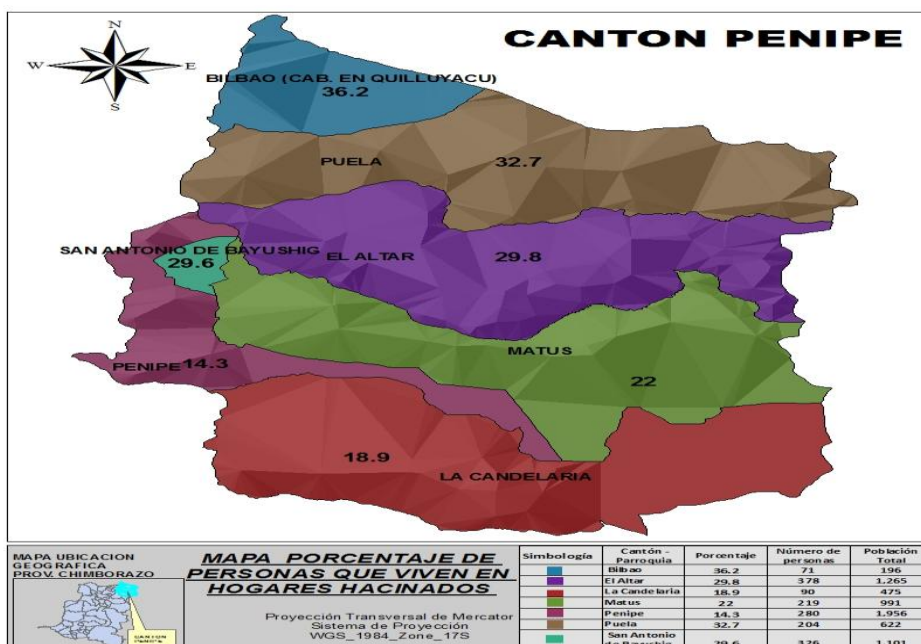 CANTON PENIPE
N
W E
S
BILBAO (CAB. EN QUILLUYACU)
36.2
PUELA
32.7
SAN ANTONIO DE BAYUSHIG
29.6
EL ALTAR
29.8
MATUS
22
PENIPE 14.3
18.9
LA CANDELARIA
MAPA UBICACION
GEOGRAFICA
PROV. CHIMBORAZO
CANTON
PENIPE
MAPA PORCENTAJE DE
PERSONAS QUE VIVEN EN
HOGARES HACINADOS
Proyección Transversal de Mercator
Sistema de Proyección
WGS_1984_Zone_17S
Simbología Cantón - Parroquia Porcentaje Número de personas Población Total
Bilbao 36.2 71 196
El Altar 29.8 378 1,265
La Candelaria 18.9 90 475
Matus 22 219 991
Penipe 14.3 280 1,956
Puela 32.7 204 622
San Antonio de Bayushig 29.6 326 1,101